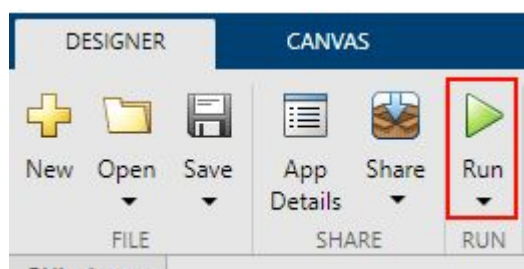 DESIGNER CANVAS
New Open Save App Details Share Run
FILE SHARE RUN